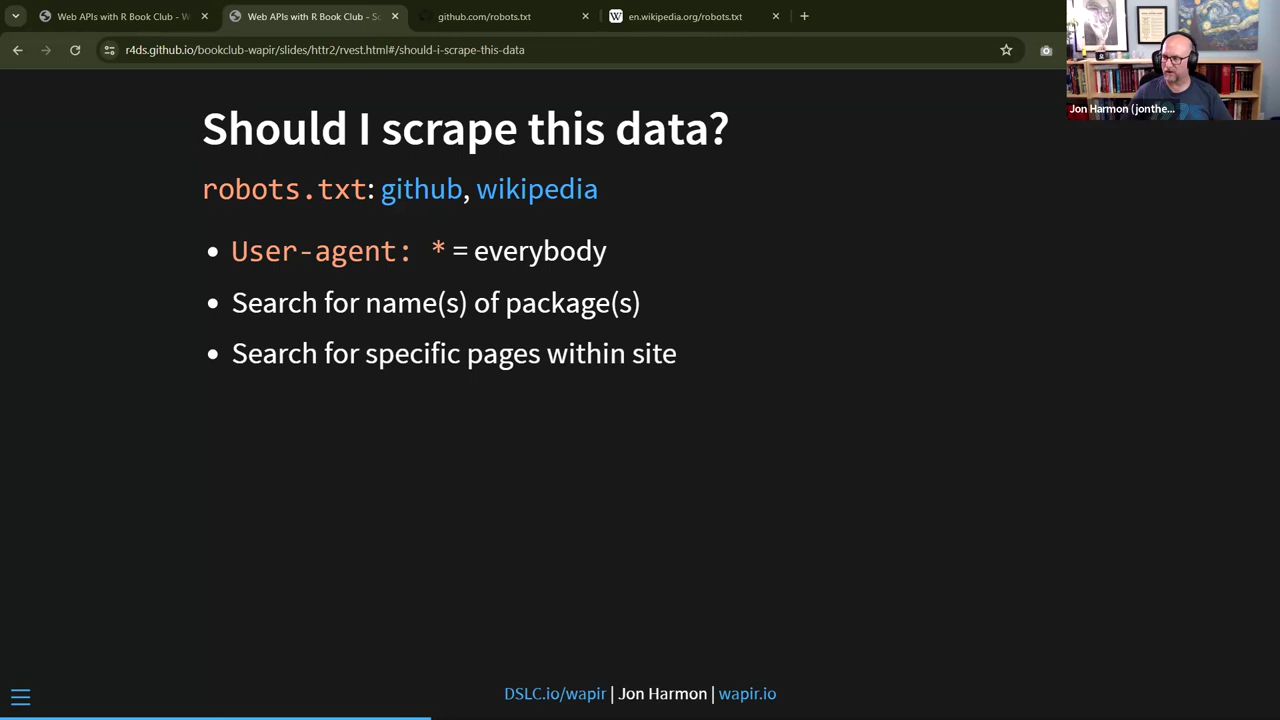 Web APIs with R Book Club - W
Web APIs with R Book Club - Sc
github.com/robots.txt
en.wikipedia.org/robots.txt
r4ds.github.io/bookclub-wapir/slides/httr2/rvest.html#/should-i-scrape-this-data
Jon Harmon (jonthe...
Should I scrape this data?
robots.txt: github, wikipedia
• User-agent: * = everybody
• Search for name(s) of package(s)
• Search for specific pages within site
DSLC.io/wapir | Jon Harmon | wapir.io